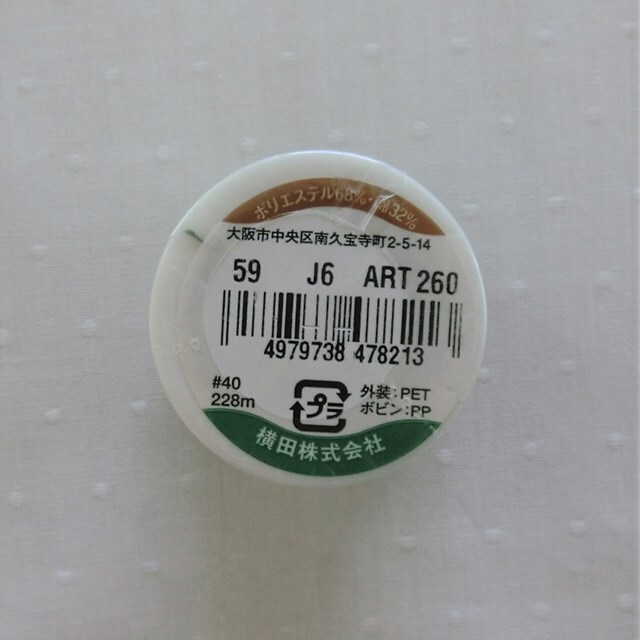 ポリエステル68%・綿32%
大阪市中央区南久宝寺町2-5-14
59 J6 ART 260
4979738 478213
#40
228m
プラ
外装:PET
ボビン:PP
横田株式会社